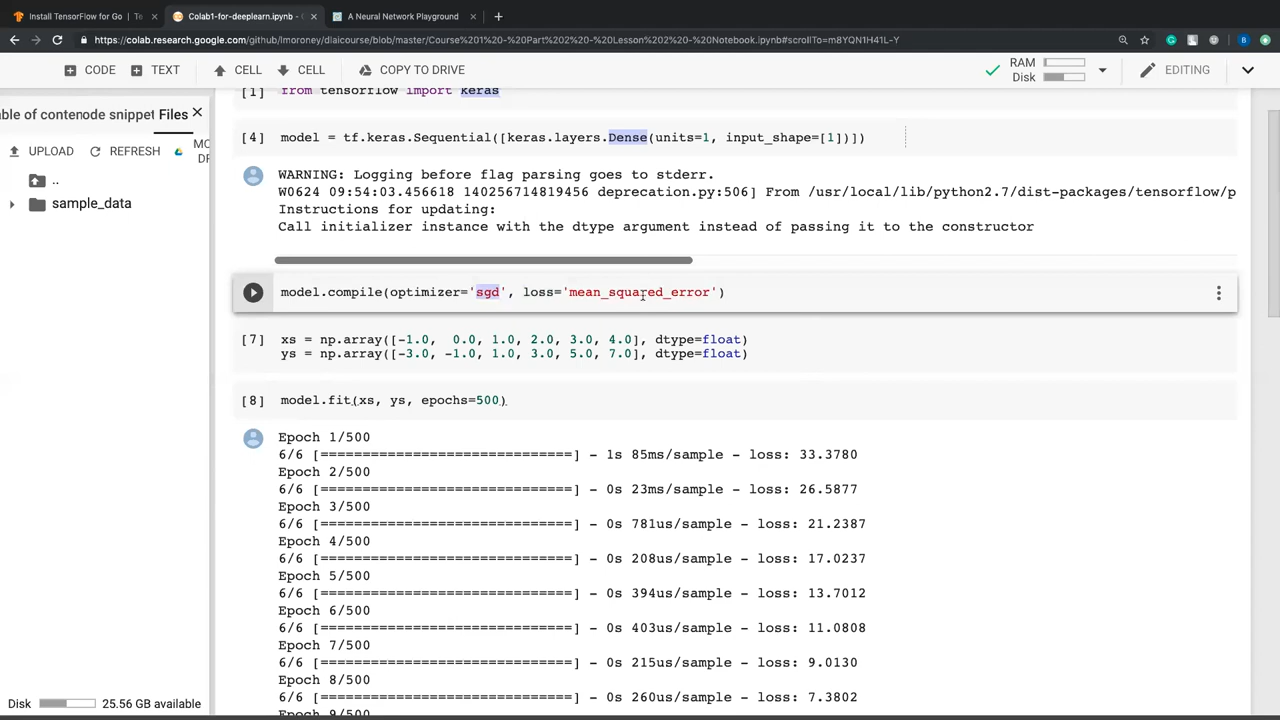 Install TensorFlow for Go | Te
Colab1-for-deeplearn.ipynb - C
A Neural Network Playground
https://colab.research.google.com/github/lmoroney/dlaicourse/blob/master/Course%201%20-%20Part%202%20-%20Lesson%202%20-%20Notebook.ipynb#scrollTo=m8YQN1H41L-Y
CODE TEXT CELL CELL COPY TO DRIVE RAM Disk EDITING
able of contenode snippet Files
UPLOAD REFRESH MO DR
..
sample_data
[1] from tensorflow import keras
[4] model = tf.keras.Sequential([keras.layers.Dense(units=1, input_shape=[1])])
WARNING: Logging before flag parsing goes to stderr.
W0624 09:54:03.456618 140256714819456 deprecation.py:506] From /usr/local/lib/python2.7/dist-packages/tensorflow/p
Instructions for updating:
Call initializer instance with the dtype argument instead of passing it to the constructor
model.compile(optimizer='sgd', loss='mean_squared_error')
[7] xs = np.array([-1.0, 0.0, 1.0, 2.0, 3.0, 4.0], dtype=float)
ys = np.array([-3.0, -1.0, 1.0, 3.0, 5.0, 7.0], dtype=float)
[8] model.fit(xs, ys, epochs=500)
Epoch 1/500
6/6 [==============================] - 1s 85ms/sample - loss: 33.3780
Epoch 2/500
6/6 [==============================] - 0s 23ms/sample - loss: 26.5877
Epoch 3/500
6/6 [==============================] - 0s 781us/sample - loss: 21.2387
Epoch 4/500
6/6 [==============================] - 0s 208us/sample - loss: 17.0237
Epoch 5/500
6/6 [==============================] - 0s 394us/sample - loss: 13.7012
Epoch 6/500
6/6 [==============================] - 0s 403us/sample - loss: 11.0808
Epoch 7/500
6/6 [==============================] - 0s 215us/sample - loss: 9.0130
Epoch 8/500
6/6 [==============================] - 0s 260us/sample - loss: 7.3802
Epoch 9/500
Disk 25.56 GB available